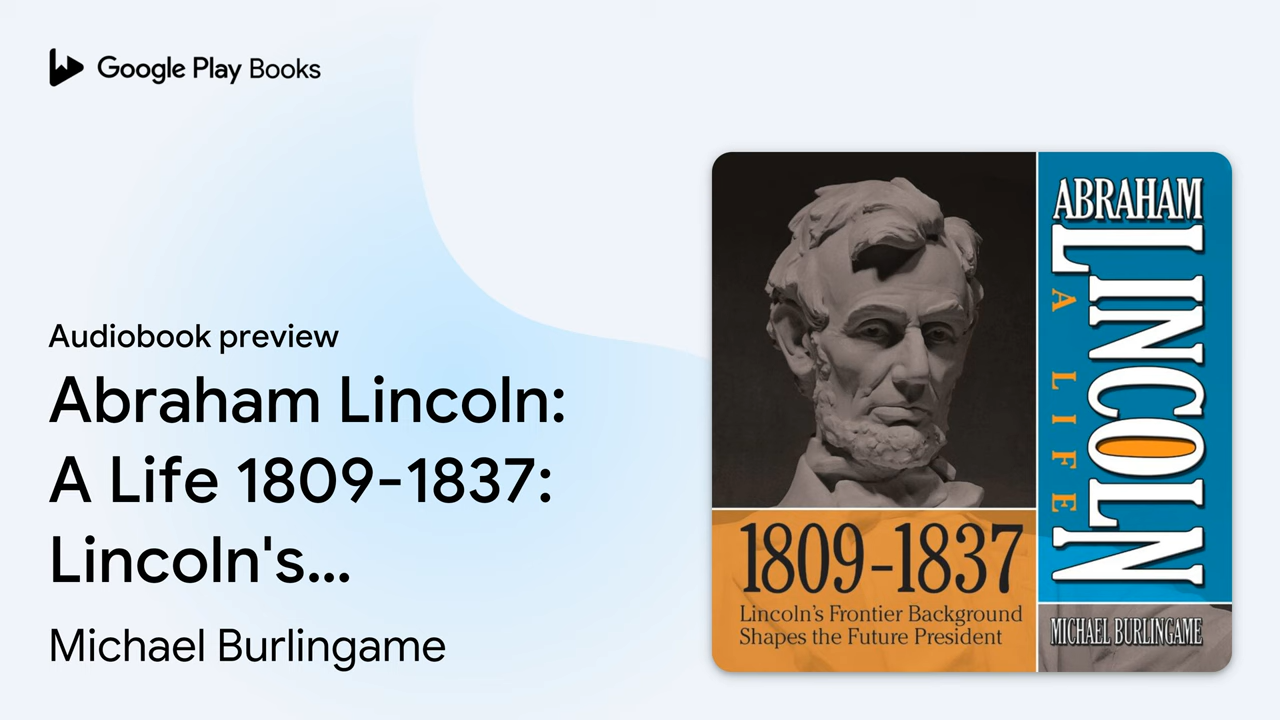 Google Play Books
Audiobook preview
Abraham Lincoln:
A Life 1809-1837:
Lincoln's...
Michael Burlingame
ABRAHAM
LINCOLN
A LIFE
1809-1837
Lincoln's Frontier Background
Shapes the Future President
MICHAEL BURLINGAME